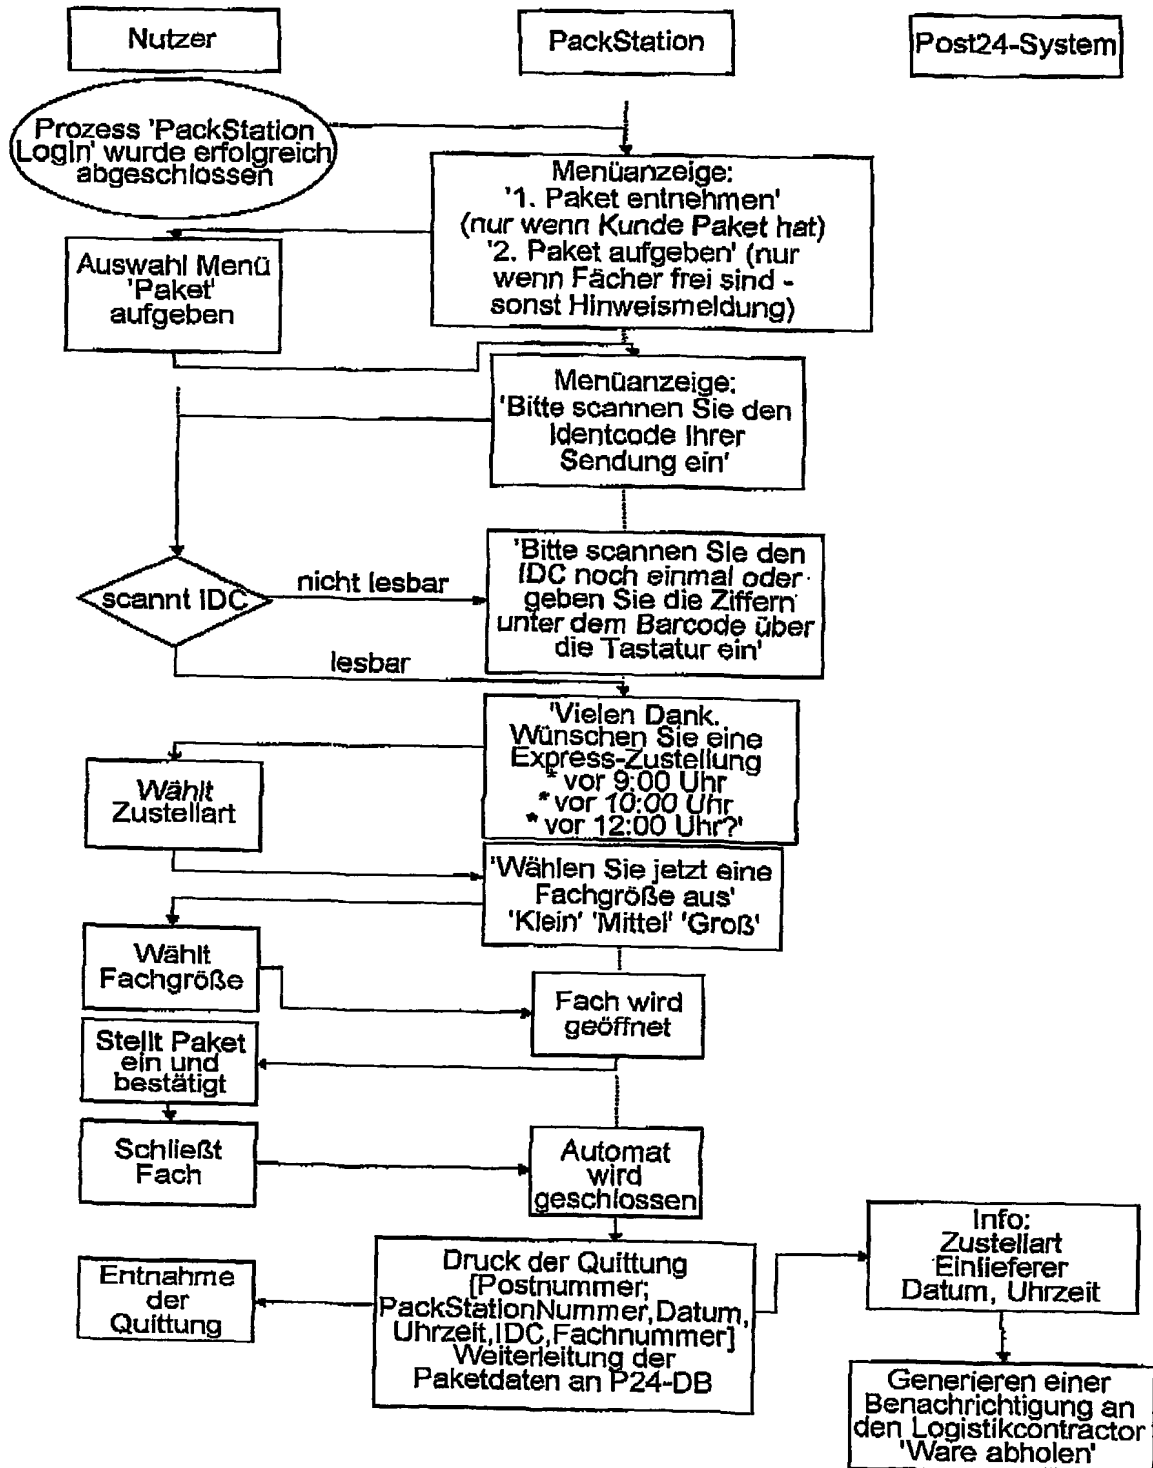 Nutzer
PackStation
Post24-System
Prozess 'PackStation
LogIn' wurde erfolgreich
abgeschlossen
Menüanzeige:
'1. Paket entnehmen'
(nur wenn Kunde Paket hat)
'2. Paket aufgeben' (nur
wenn Fächer frei sind -
sonst Hinweismeldung)
Auswahl Menü
'Paket'
aufgeben
Menüanzeige:
'Bitte scannen Sie den
Identcode Ihrer
Sendung ein'
scannt IDC
nicht lesbar
'Bitte scannen Sie den
IDC noch einmal oder
geben Sie die Ziffern
unter dem Barcode über
die Tastatur ein'
lesbar
'Vielen Dank.
Wünschen Sie eine
Express-Zustellung
* vor 9:00 Uhr
* vor 10:00 Uhr
* vor 12:00 Uhr?'
Wählt
Zustellart
'Wählen Sie jetzt eine
Fachgröße aus'
'Klein' 'Mittel' 'Groß'
Wählt
Fachgröße
Fach wird
geöffnet
Stellt Paket
ein und
bestätigt
Schließt
Fach
Automat
wird
geschlossen
Druck der Quittung
[Postnummer;
PackStationNummer,Datum,
Uhrzeit,IDC,Fachnummer]
Weiterleitung der
Paketdaten an P24-DB
Entnahme
der
Quittung
Info:
Zustellart
Einlieferer
Datum, Uhrzeit
Generieren einer
Benachrichtigung an
den Logistikcontractor
'Ware abholen'